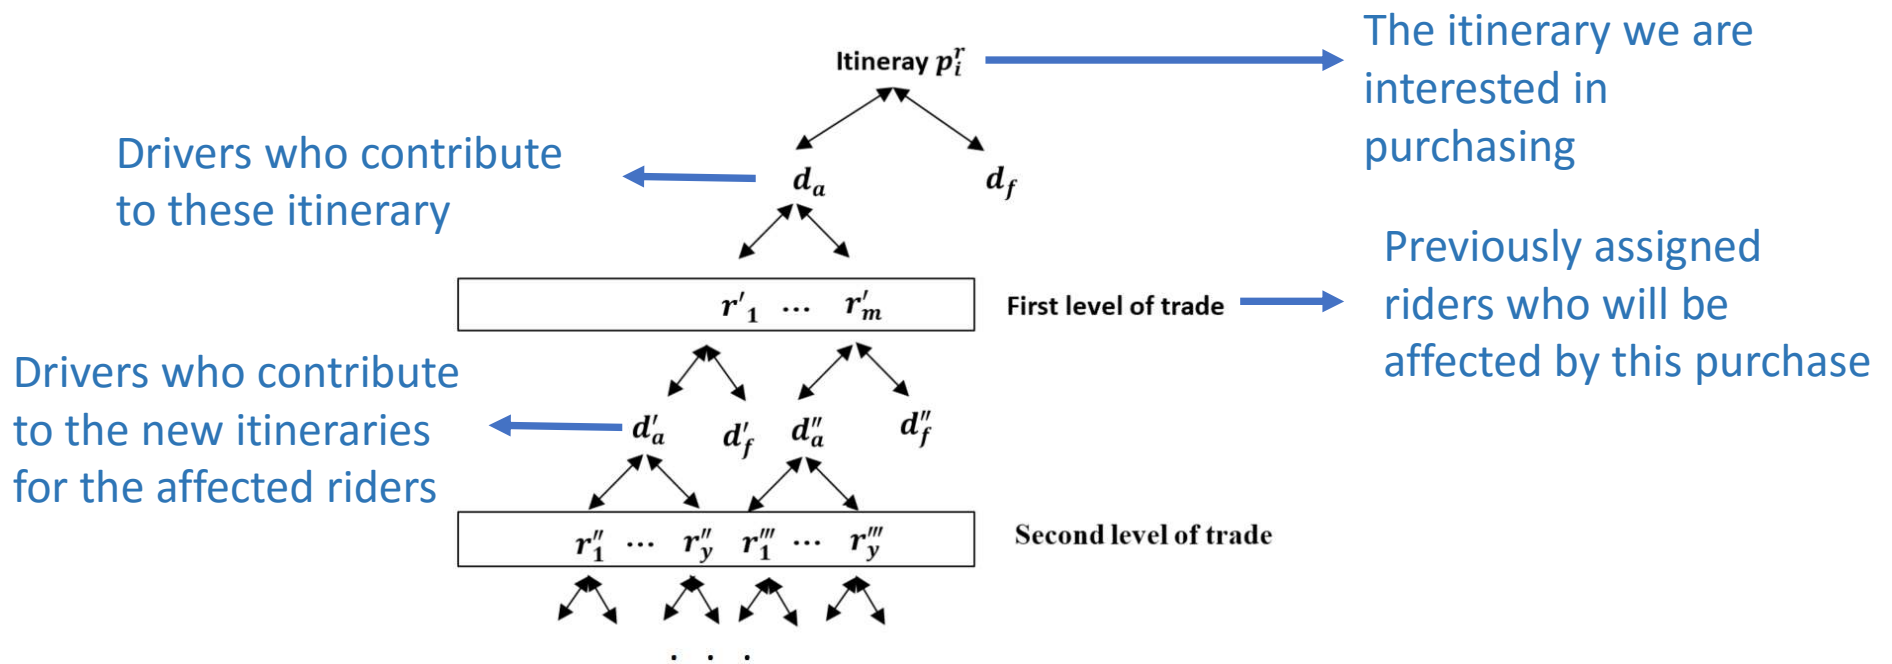 Itineray $p_i^r$
The itinerary we are
interested in
purchasing
Drivers who contribute
to these itinerary
$d_a$ $d_f$
Previously assigned
riders who will be
affected by this purchase
$r'_1$ ... $r'_m$
First level of trade
Drivers who contribute
to the new itineraries
for the affected riders
$d'_a$ $d'_f$ $d''_a$ $d''_f$
$r''_1$ ... $r''_y$ $r'''_1$ ... $r'''_y$
Second level of trade
. . .